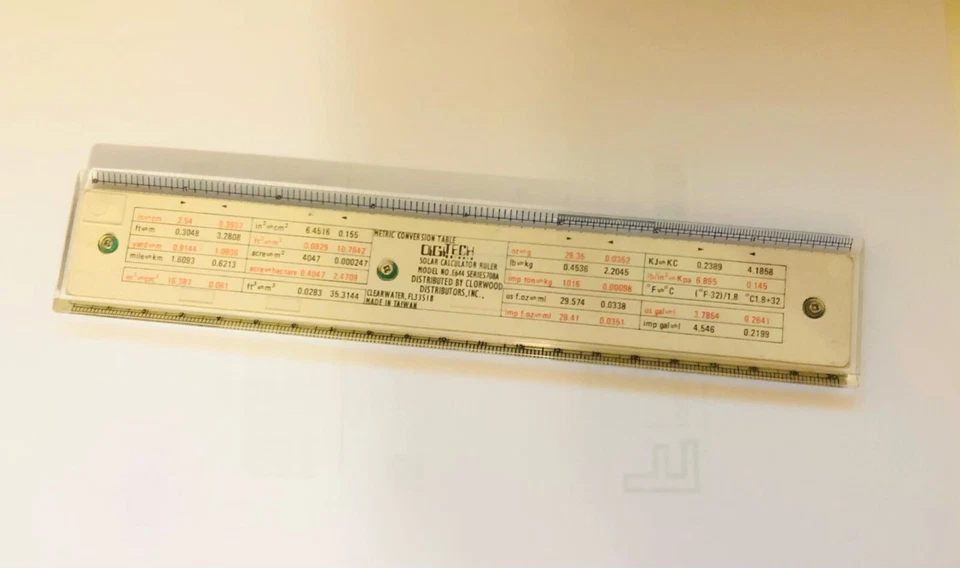 in⇌cm 2.54 0.3937
ft⇌m 0.3048 3.2808
yard⇌m 0.9144 1.0936
mile⇌km 1.6093 0.6213
in³⇌cm³ 16.387 0.061
in²⇌cm² 6.4516 0.155
ft²⇌m² 0.0929 10.7642
acre⇌m² 4047 0.000247
acre⇌hectare 0.4047 2.4709
ft³⇌m³ 0.0283 35.3144
METRIC CONVERSION TABLE
DIGITECH
SOLAR CALCULATOR RULER
MODEL NO. E644 SERIES708A
DISTRIBUTED BY CLORWOOD
DISTRIBUTORS,INC.,
CLEARWATER, FL33518
MADE IN TAIWAN
oz⇌g 28.35 0.0352
lb⇌kg 0.4536 2.2045
imp ton⇌kg 1016 0.00098
us f.oz⇌ml 29.574 0.0338
imp f.oz⇌ml 28.41 0.0351
KJ⇌KC 0.2389 4.1858
lb/in²⇌Kpa 6.895 0.145
°F⇌°C (°F-32)/1.8 °C1.8+32
us gal⇌l 3.7854 0.2641
imp gal⇌l 4.546 0.2199